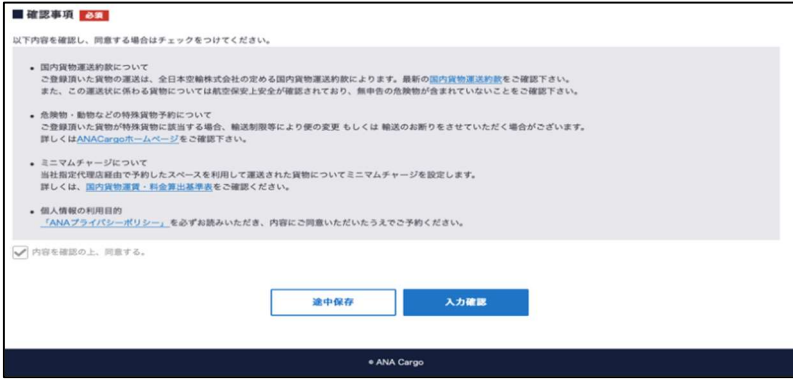 ■ 確認事項 必須
以下内容を確認し、同意する場合はチェックをつけてください。
• 国内貨物運送約款について
ご登録頂いた貨物の運送は、全日本空輸株式会社の定める国内貨物運送約款によります。最新の国内貨物運送約款をご確認下さい。
また、この運送状に係わる貨物については航空保安上安全が確認されており、無申告の危険物が含まれていないことをご確認下さい。
• 危険物・動物などの特殊貨物予約について
ご登録頂いた貨物が特殊貨物に該当する場合、輸送制限等により便の変更 もしくは 輸送のお断りをさせていただく場合がございます。
詳しくはANACargoホームページをご確認下さい。
• ミニマムチャージについて
当社指定代理店経由で予約したスペースを利用して運送された貨物についてミニマムチャージを設定します。
詳しくは、国内貨物運賃・料金算出基準表をご確認ください。
• 個人情報の利用目的
「ANAプライバシーポリシー」を必ずお読みいただき、内容にご同意いただいたうえでご予約ください。
内容を確認の上、同意する。
途中保存 入力確認
© ANA Cargo